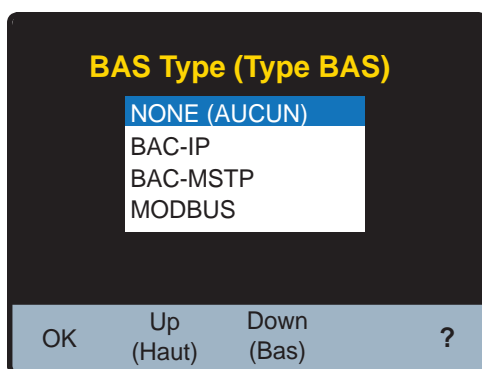 BAS Type (Type BAS)
NONE (AUCUN)
BAC-IP
BAC-MSTP
MODBUS
OK
Up
(Haut)
Down
(Bas)
?